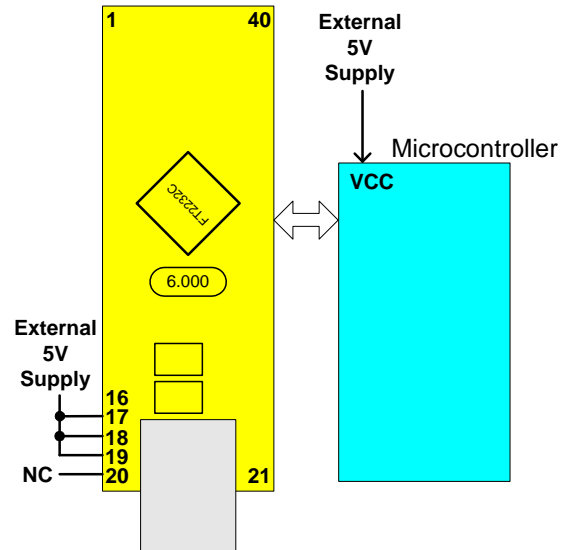 1
40
External
5V
Supply
Microcontroller
VCC
FT2232C
6.000
External
5V
Supply
16
17
18
19
NC
20
21